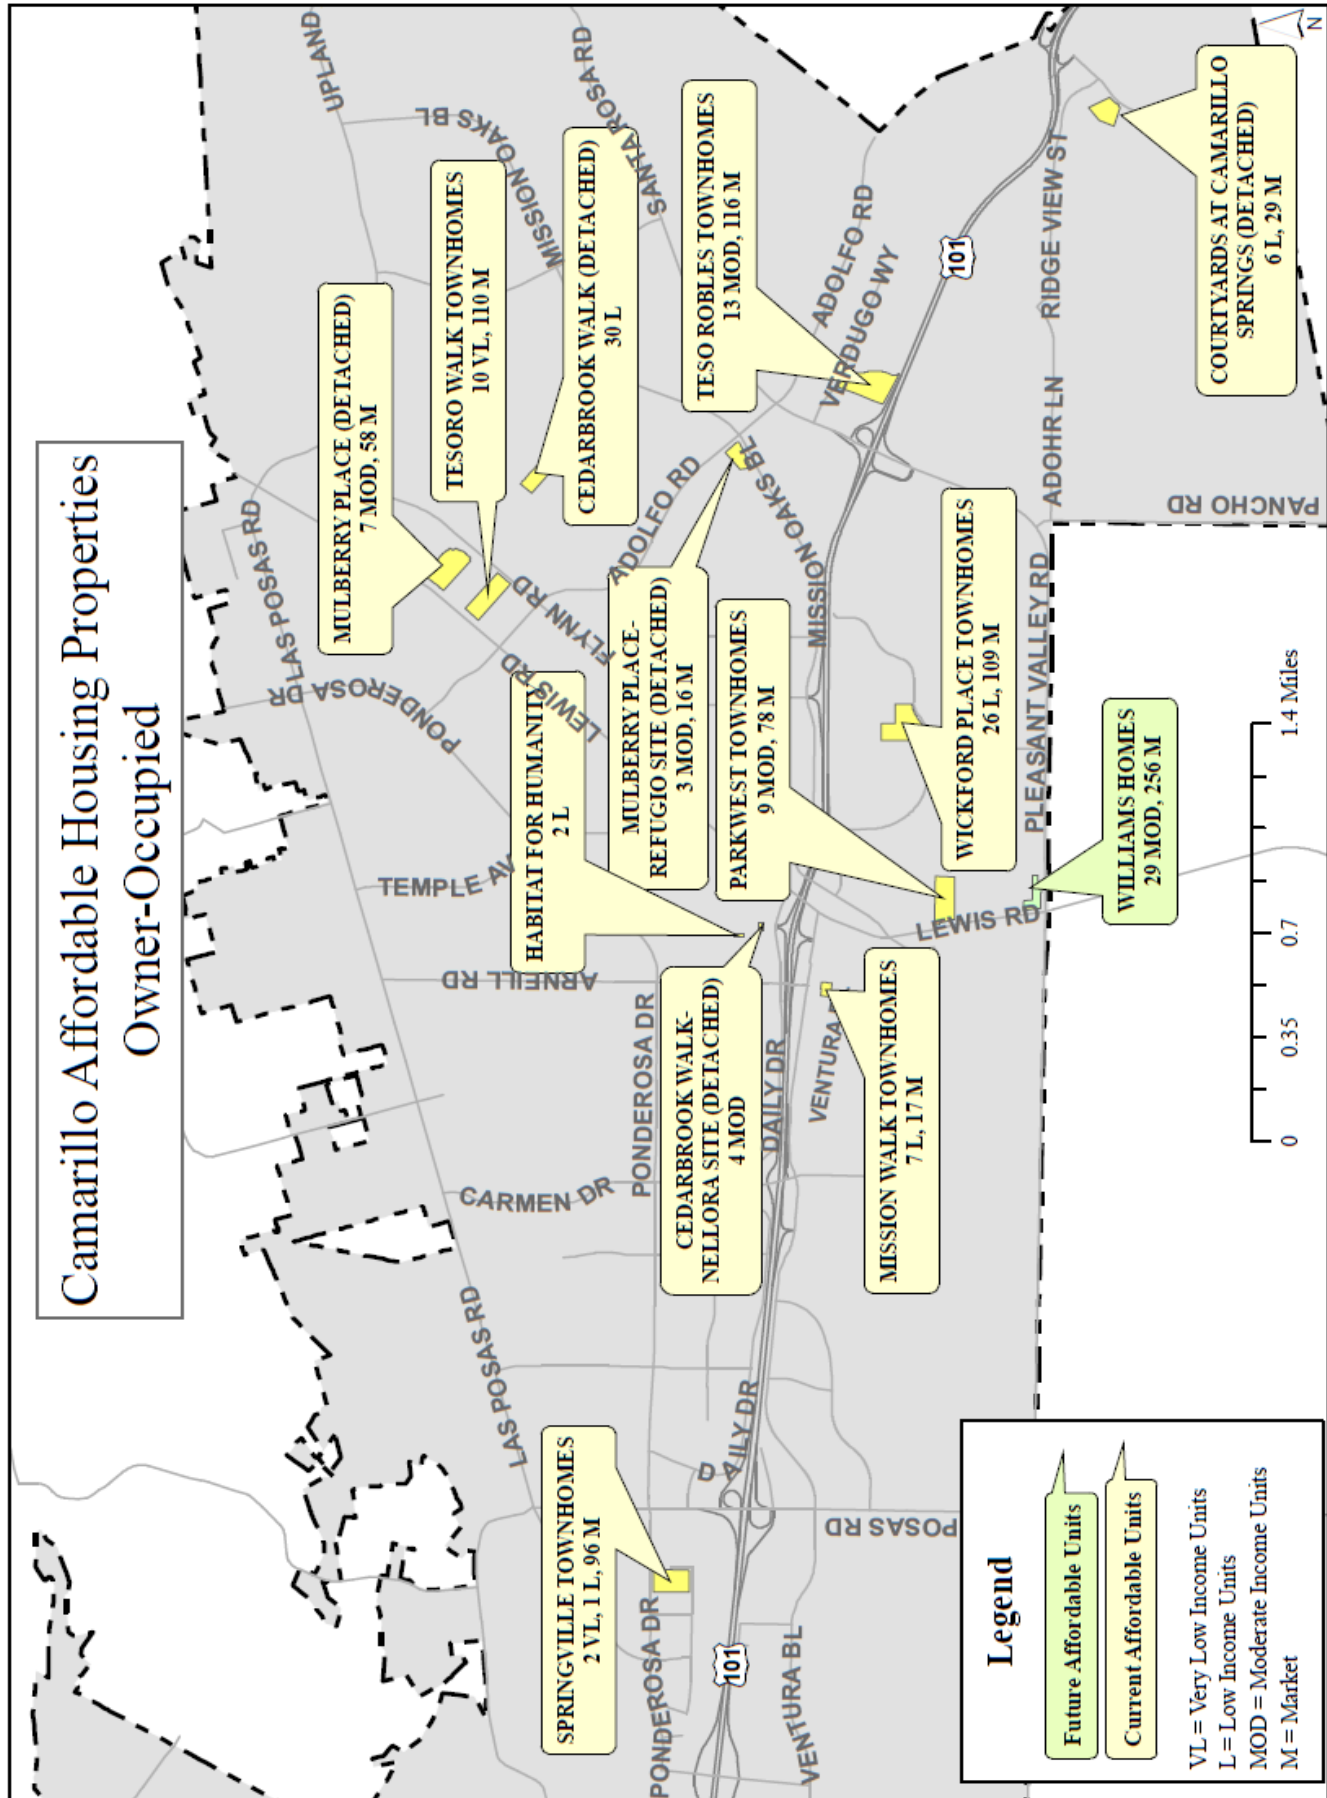 Camarillo Affordable Housing Properties
Owner-Occupied
UPLAND
MISSION OAKS BL
SANTA ROSA RD
LAS POSAS RD
PONDEROSA DR
MULBERRY PLACE (DETACHED)
7 MOD, 58 M
TESORO WALK TOWNHOMES
10 VL, 110 M
MISSION OAKS BL
CEDARBROOK WALK (DETACHED)
30 L
FLYNN RD
LEWIS RD
ADOLFO RD
TESO ROBLES TOWNHOMES
13 MOD, 116 M
ADOLFO RD
VERDUGO WY
101
RIDGE VIEW ST
ADOHR LN
PANCHO RD
COURTYARDS AT CAMARILLO
SPRINGS (DETACHED)
6 L, 29 M
N
TEMPLE AV
ARNEILL RD
HABITAT FOR HUMANITY
2 L
MULBERRY PLACE-
REFUGIO SITE (DETACHED)
3 MOD, 16 M
PARKWEST TOWNHOMES
9 MOD, 78 M
MISSION OAKS BL
WICKFORD PLACE TOWNHOMES
26 L, 109 M
PLEASANT VALLEY RD
LEWIS RD
WILLIAMS HOMES
29 MOD, 256 M
LAS POSAS RD
CARMEN DR
PONDEROSA DR
CEDARBROOK WALK-
NELLORA SITE (DETACHED)
4 MOD
DAILY DR
VENTURA
MISSION WALK TOWNHOMES
7 L, 17 M
SPRINGVILLE TOWNHOMES
2 VL, 1 L, 96 M
DAILY DR
POSAS RD
PONDEROSA DR
101
VENTURA BL
0 0.35 0.7 1.4 Miles
Legend
Future Affordable Units
Current Affordable Units
VL = Very Low Income Units
L = Low Income Units
MOD = Moderate Income Units
M = Market